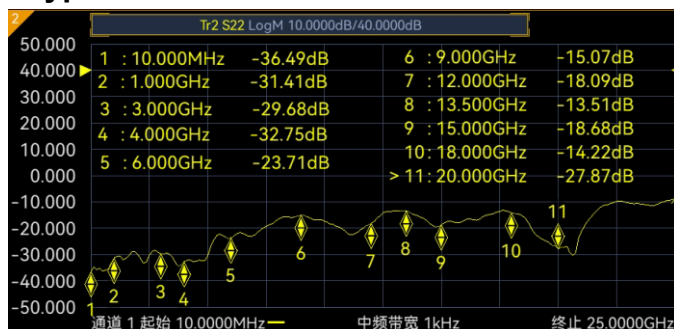 2
Tr2 S22 LogM 10.0000dB/40.0000dB
50.000
40.000
30.000
20.000
10.000
0.000
-10.000
-20.000
-30.000
-40.000
-50.000
1 : 10.000MHz -36.49dB
2 : 1.000GHz -31.41dB
3 : 3.000GHz -29.68dB
4 : 4.000GHz -32.75dB
5 : 6.000GHz -23.71dB
6 : 9.000GHz -15.07dB
7 : 12.000GHz -18.09dB
8 : 13.500GHz -13.51dB
9 : 15.000GHz -18.68dB
10: 18.000GHz -14.22dB
> 11: 20.000GHz -27.87dB
1
2
3
4
5
6
7
8
9
10
11
通道 1 起始 10.0000MHz
中频带宽 1kHz
终止 25.0000GHz